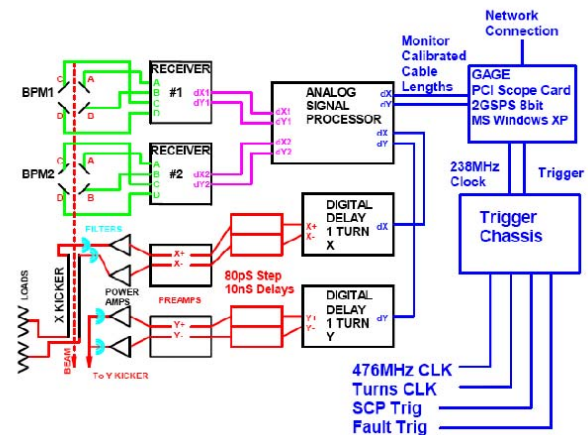 Network
Connection
Monitor
Calibrated
Cable
Lengths
GAGE
PCI Scope Card
2GSPS 8bit
MS Windows XP
238MHz
Clock
Trigger
Trigger
Chassis
476MHz CLK
Turns CLK
SCP Trig
Fault Trig
BPM1
C
A
D
B
RECEIVER
#1
A
B
C
D
dX1
dY1
BPM2
C
A
D
B
RECEIVER
#2
A
B
C
D
dX2
dY2
ANALOG
SIGNAL
PROCESSOR
dX1
dY1
dX2
dY2
dX
dY
dX
dY
FILTERS
POWER
AMPS
X+
X-
PREAMPS
80pS Step
10nS Delays
X+
X-
DIGITAL
DELAY
1 TURN
X
dX
Y+
Y-
Y+
Y-
DIGITAL
DELAY
1 TURN
Y
dY
LOADS
X KICKER
BEAM
To Y KICKER